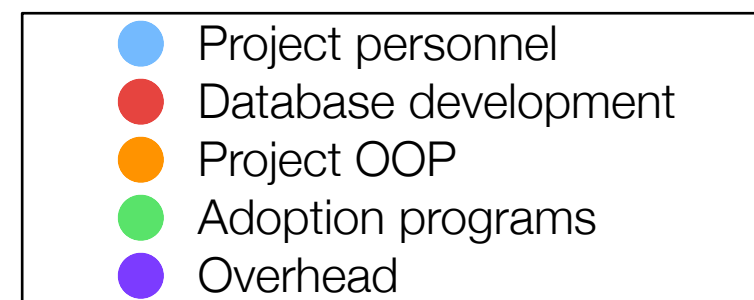 Project personnel
Database development
Project OOP
Adoption programs
Overhead